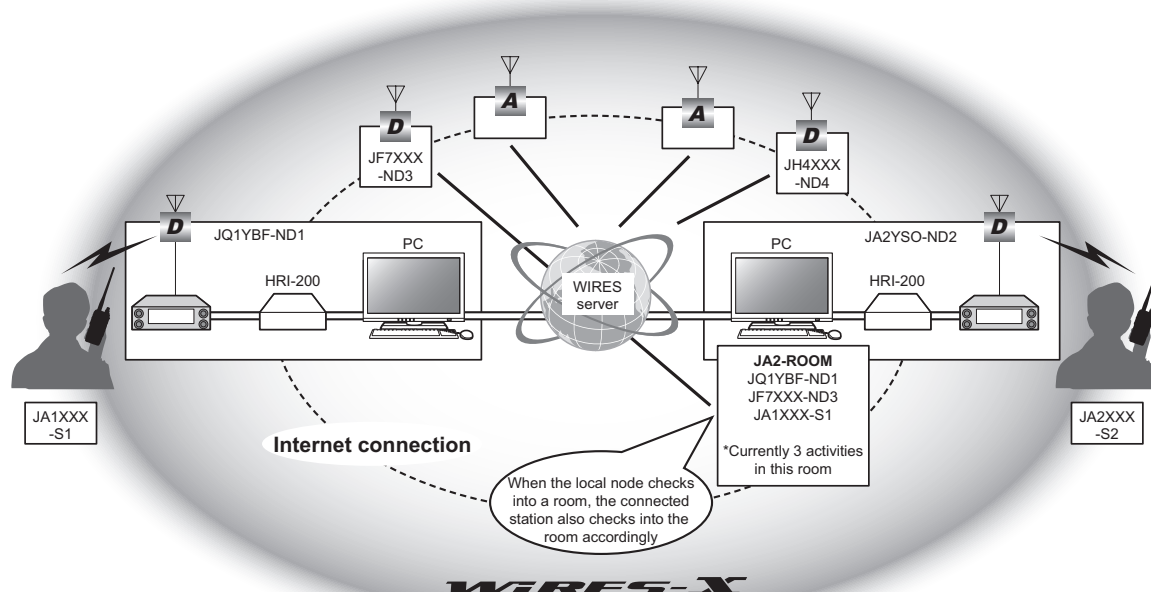 A
A
D
D
JF7XXX
-ND3
JH4XXX
-ND4
D
JQ1YBF-ND1
PC
HRI-200
WIRES
server
JA2YSO-ND2
D
PC
HRI-200
JA1XXX
-S1
JA2XXX
-S2
JA2-ROOM
JQ1YBF-ND1
JF7XXX-ND3
JA1XXX-S1
*Currently 3 activities
in this room
Internet connection
When the local node checks
into a room, the connected
station also checks into the
room accordingly
WIRES-X